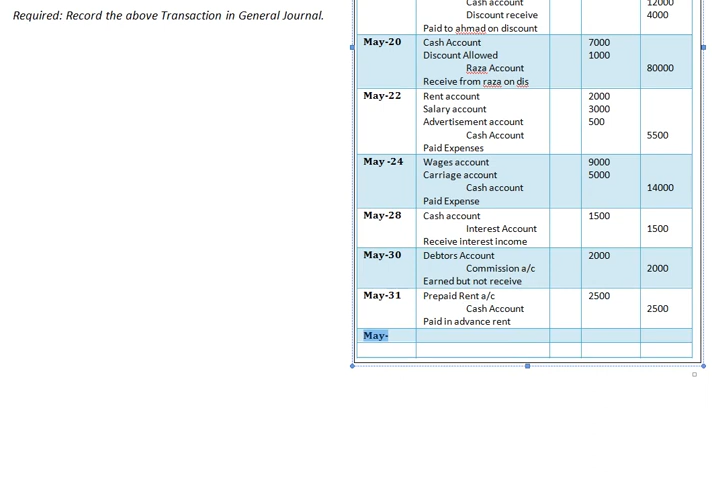 Required: Record the above Transaction in General Journal.
Cash account 12000
Discount receive 4000
Paid to ahmad on discount
May-20 Cash Account 7000
Discount Allowed 1000
Raza Account 80000
Receive from raza on dis
May-22 Rent account 2000
Salary account 3000
Advertisement account 500
Cash Account 5500
Paid Expenses
May -24 Wages account 9000
Carriage account 5000
Cash account 14000
Paid Expense
May-28 Cash account 1500
Interest Account 1500
Receive interest income
May-30 Debtors Account 2000
Commission a/c 2000
Earned but not receive
May-31 Prepaid Rent a/c 2500
Cash Account 2500
Paid in advance rent
May-